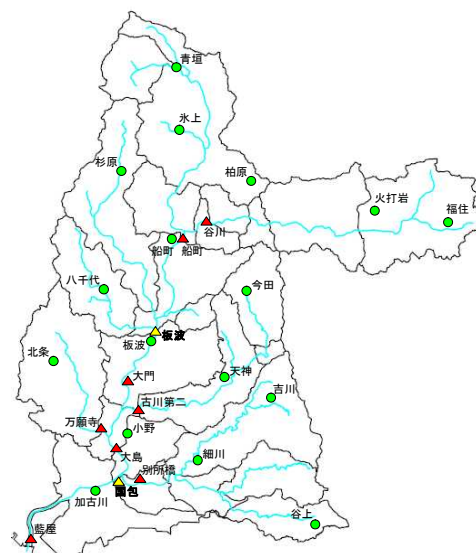 青垣
氷上
杉原
柏原
火打岩
福住
谷川
船町
船町
八千代
今田
板波
板波
北条
大門
天神
吉川
古川第二
万願寺
小野
大島
細川
別所橋
国包
加古川
谷上
藍屋